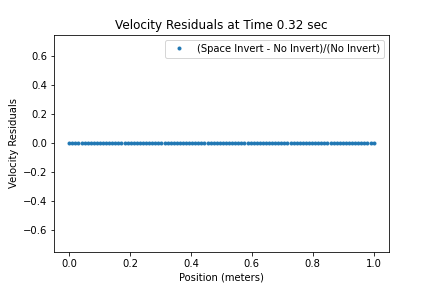 Velocity Residuals at Time 0.32 sec
(Space Invert - No Invert)/(No Invert)
Velocity Residuals
0.6
0.4
0.2
0.0
−0.2
−0.4
−0.6
0.0 0.2 0.4 0.6 0.8 1.0
Position (meters)